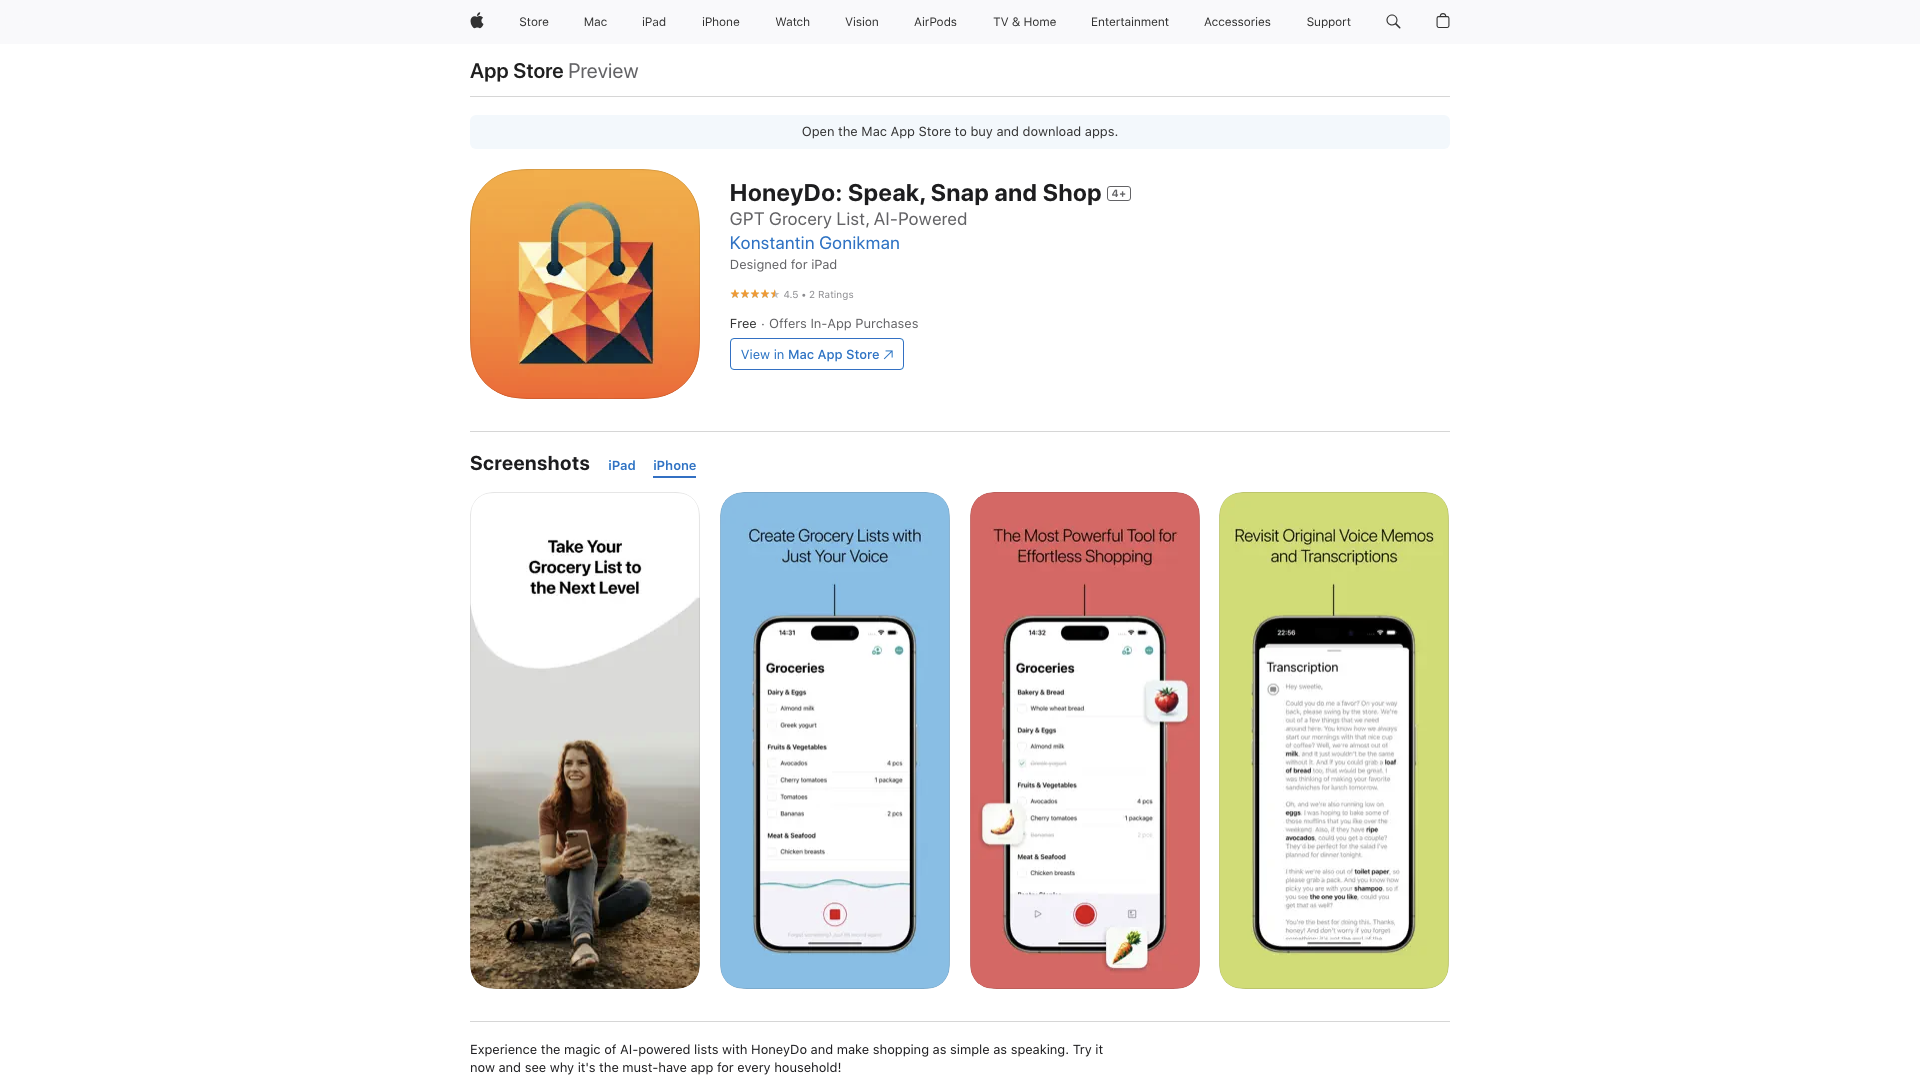 Store Mac iPad iPhone Watch Vision AirPods TV & Home Entertainment Accessories Support
App Store Preview
Open the Mac App Store to buy and download apps.
HoneyDo: Speak, Snap and Shop 4+
GPT Grocery List, AI-Powered
Konstantin Gonikman
Designed for iPad
4.5 • 2 Ratings
Free · Offers In-App Purchases
View in Mac App Store
Screenshots iPad iPhone
Take Your
Grocery List to
the Next Level
Create Grocery Lists with
Just Your Voice
14:31
Groceries
Dairy & Eggs
Almond milk
Greek yogurt
Fruits & Vegetables
Avocados 4 pcs
Cherry tomatoes 1 package
Tomatoes
Bananas 2 pcs
Meat & Seafood
Chicken breasts
The Most Powerful Tool for
Effortless Shopping
14:32
Groceries
Bakery & Bread
Whole wheat bread
Dairy & Eggs
Almond milk
Greek yogurt
Fruits & Vegetables
Avocados 4 pcs
Cherry tomatoes 1 package
Bananas 2 pcs
Meat & Seafood
Chicken breasts
Revisit Original Voice Memos
and Transcriptions
22:56
Transcription
Hey sweetie,
Could you do me a favor? On your way
back, please swing by the store. We're
out of a few things that we need
around here. You know how we always
start our mornings with that nice cup
of coffee? Well, we're almost out of
milk, and it just wouldn't be the same
without it. And if you could grab a loaf
of bread too, that would be great. I
was thinking of making your favorite
sandwiches for lunch tomorrow.
Oh, and we're also running low on
eggs. I was hoping to bake some of
those muffins that you like over the
weekend. Also, if they have ripe
avocados, could you get a couple?
They'd be perfect for the salad I've
planned for dinner tonight.
I think we're also out of toilet paper, so
please grab a pack. And you know how
picky you are with your shampoo, so if
you see the one you like, could you
get that as well?
You're the best for doing this. Thanks,
honey! And don't worry if you forget
Experience the magic of AI-powered lists with HoneyDo and make shopping as simple as speaking. Try it
now and see why it's the must-have app for every household!